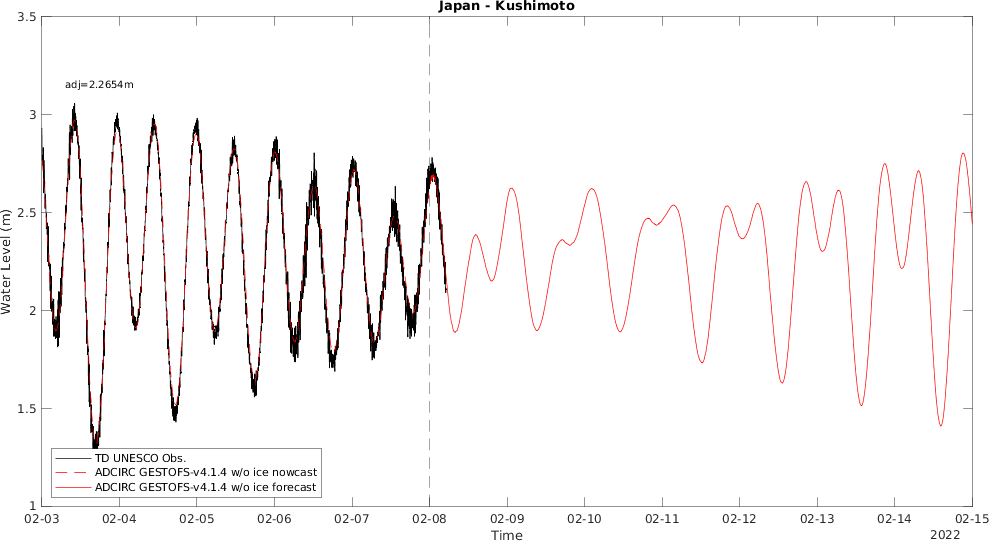 Japan - Kushimoto
3.5
adj=2.2654m
3
2.5
Water Level (m)
2
1.5
TD UNESCO Obs.
ADCIRC GESTOFS-v4.1.4 w/o ice nowcast
ADCIRC GESTOFS-v4.1.4 w/o ice forecast
1
02-03 02-04 02-05 02-06 02-07 02-08 02-09 02-10 02-11 02-12 02-13 02-14 02-15
Time 2022